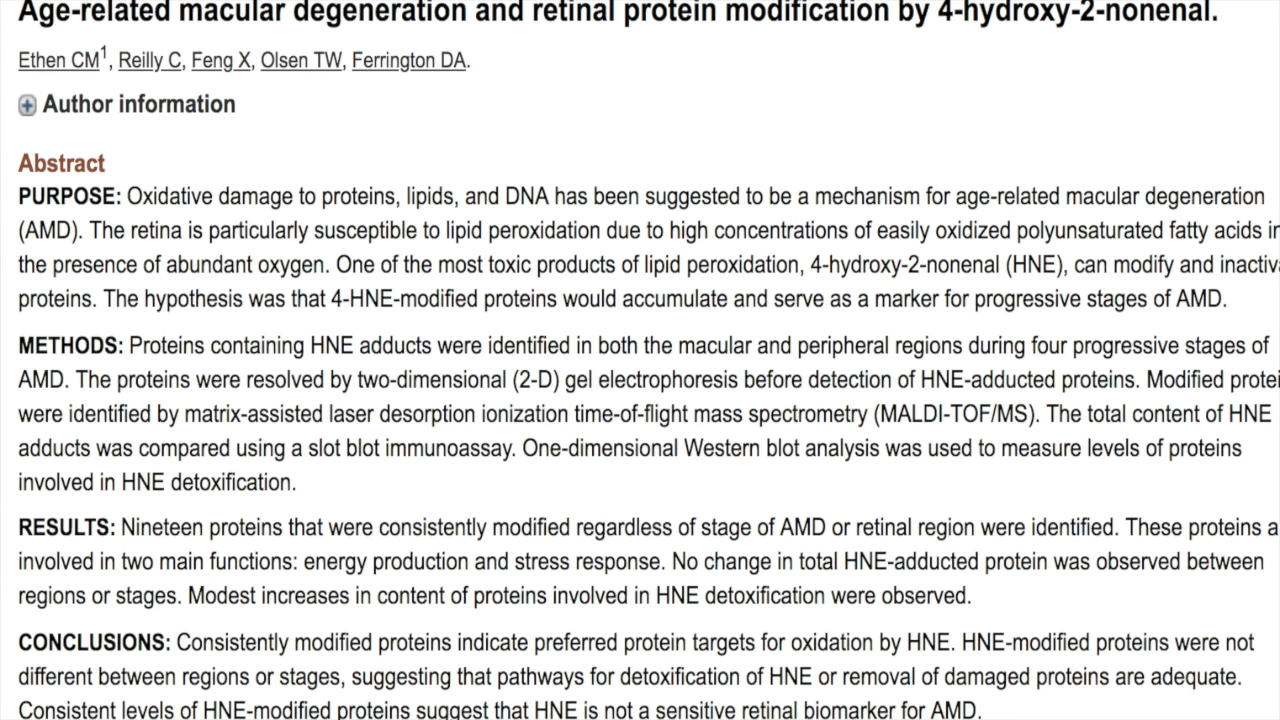 Age-related macular degeneration and retinal protein modification by 4-hydroxy-2-nonenal.
Ethen CM1, Reilly C, Feng X, Olsen TW, Ferrington DA.
Author information
Abstract
PURPOSE: Oxidative damage to proteins, lipids, and DNA has been suggested to be a mechanism for age-related macular degeneration
(AMD). The retina is particularly susceptible to lipid peroxidation due to high concentrations of easily oxidized polyunsaturated fatty acids in
the presence of abundant oxygen. One of the most toxic products of lipid peroxidation, 4-hydroxy-2-nonenal (HNE), can modify and inactiv
proteins. The hypothesis was that 4-HNE-modified proteins would accumulate and serve as a marker for progressive stages of AMD.
METHODS: Proteins containing HNE adducts were identified in both the macular and peripheral regions during four progressive stages of
AMD. The proteins were resolved by two-dimensional (2-D) gel electrophoresis before detection of HNE-adducted proteins. Modified protei
were identified by matrix-assisted laser desorption ionization time-of-flight mass spectrometry (MALDI-TOF/MS). The total content of HNE
adducts was compared using a slot blot immunoassay. One-dimensional Western blot analysis was used to measure levels of proteins
involved in HNE detoxification.
RESULTS: Nineteen proteins that were consistently modified regardless of stage of AMD or retinal region were identified. These proteins a
involved in two main functions: energy production and stress response. No change in total HNE-adducted protein was observed between
regions or stages. Modest increases in content of proteins involved in HNE detoxification were observed.
CONCLUSIONS: Consistently modified proteins indicate preferred protein targets for oxidation by HNE. HNE-modified proteins were not
different between regions or stages, suggesting that pathways for detoxification of HNE or removal of damaged proteins are adequate.
Consistent levels of HNE-modified proteins suggest that HNE is not a sensitive retinal biomarker for AMD.